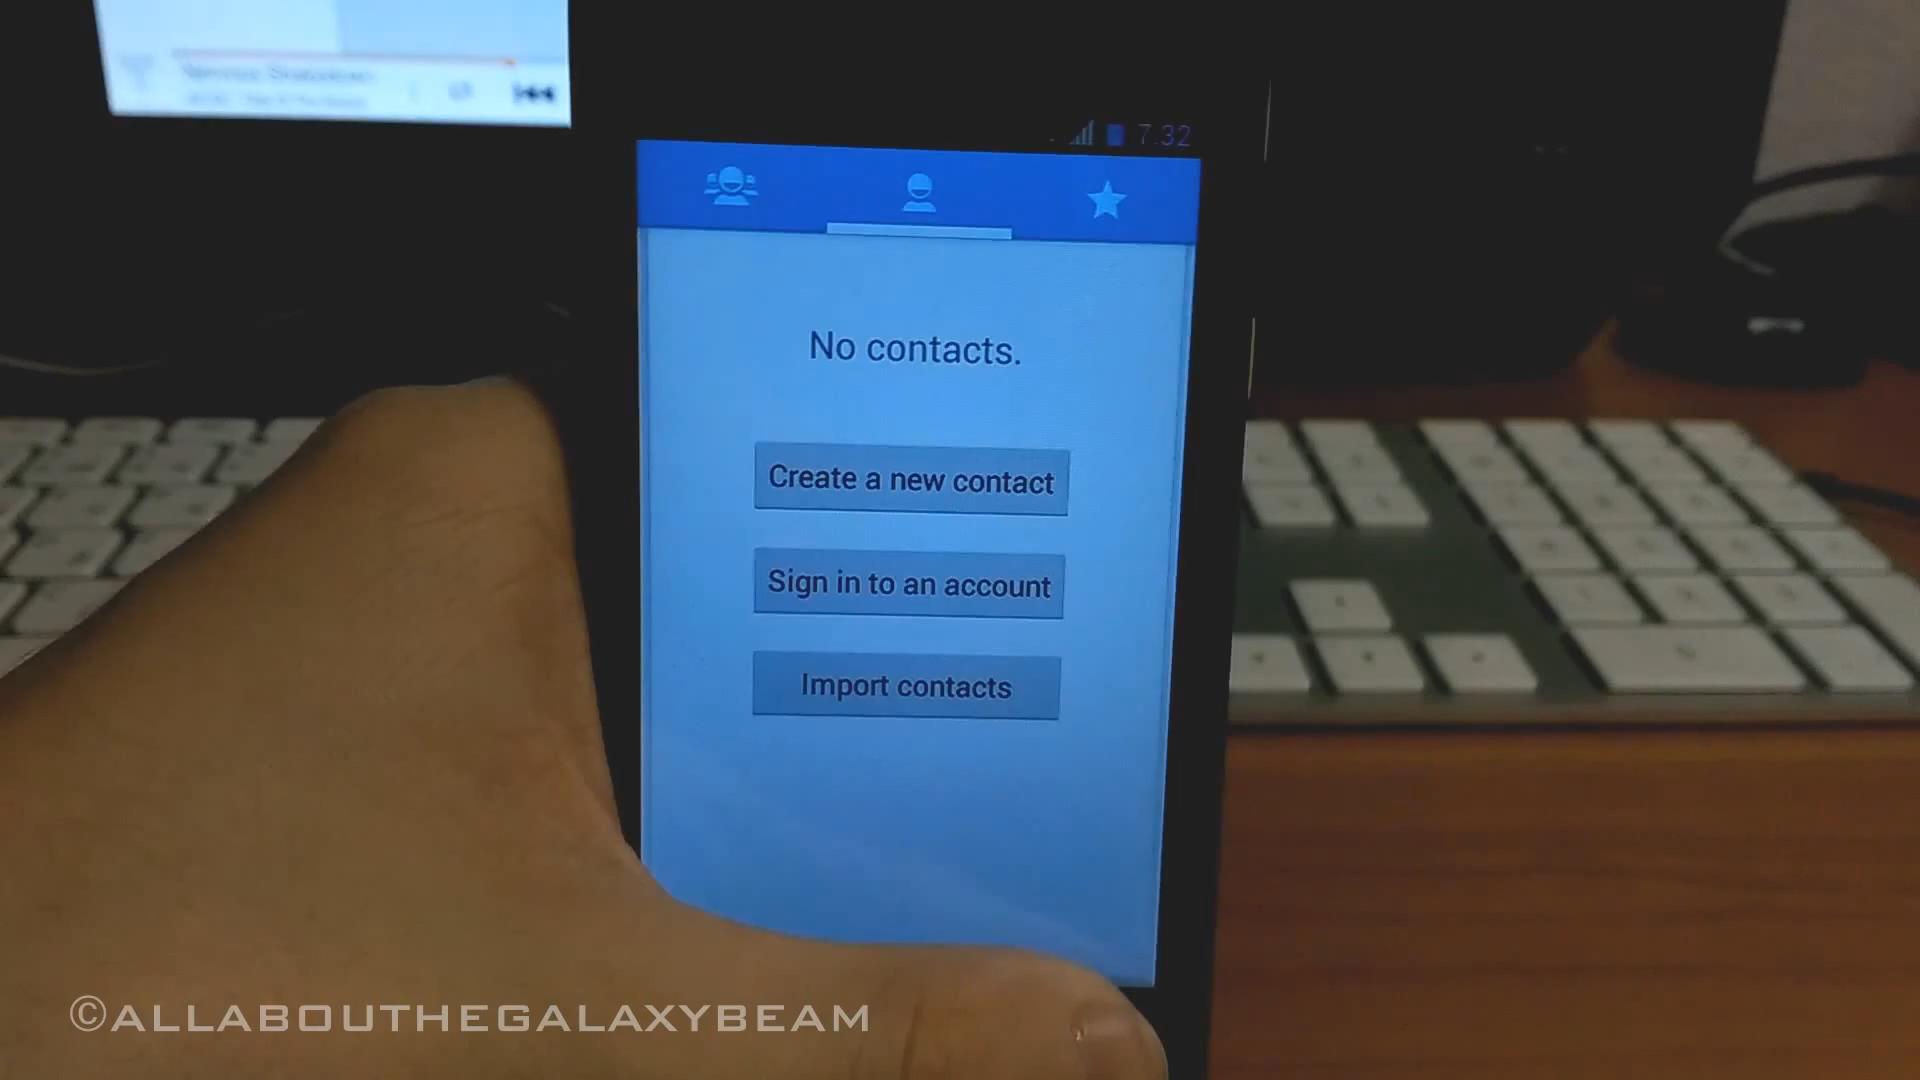 7:32
No contacts.
Create a new contact
Sign in to an account
Import contacts
©ALLABOUTHEGALAXYBEAM